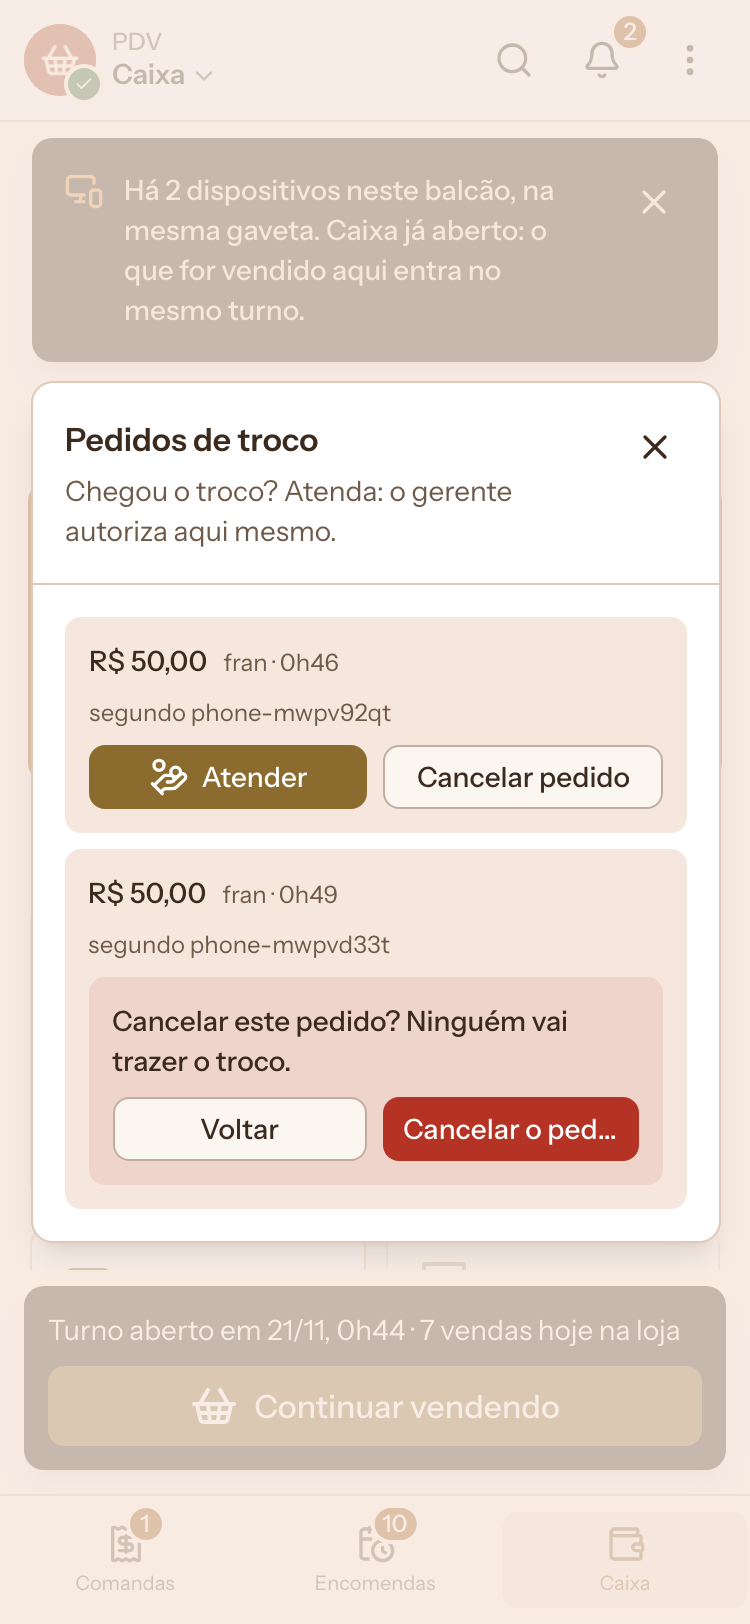 PDV
Caixa
2
Há 2 dispositivos neste balcão, na
mesma gaveta. Caixa já aberto: o
que for vendido aqui entra no
mesmo turno.
Pedidos de troco
Chegou o troco? Atenda: o gerente
autoriza aqui mesmo.
R$ 50,00 fran · 0h46
segundo phone-mwpv92qt
Atender
Cancelar pedido
R$ 50,00 fran · 0h49
segundo phone-mwpvd33t
Cancelar este pedido? Ninguém vai
trazer o troco.
Voltar
Cancelar o ped...
Turno aberto em 21/11, 0h44 · 7 vendas hoje na loja
Continuar vendendo
1
Comandas
10
Encomendas
Caixa